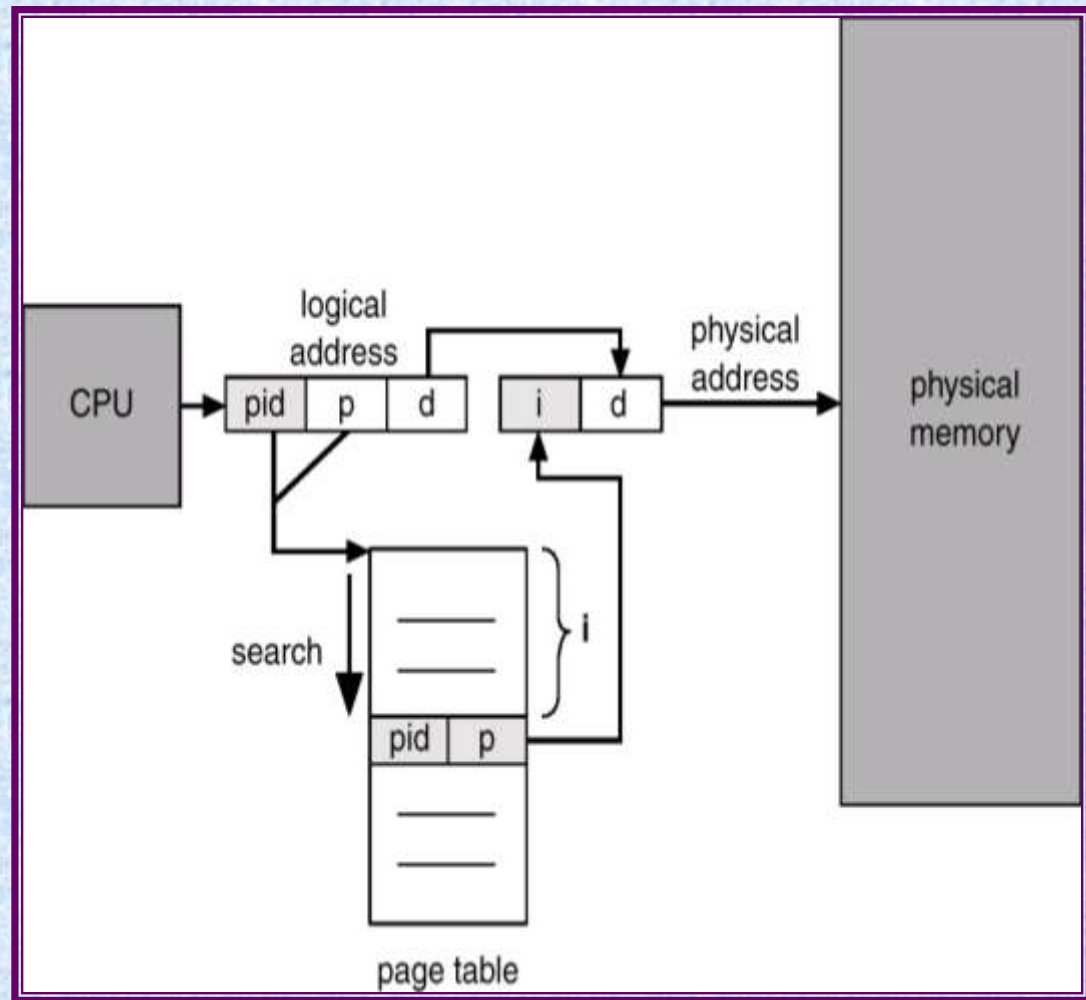 logical
address
physical
address
CPU
pid p d
i d
physical
memory
search
i
pid p
page table